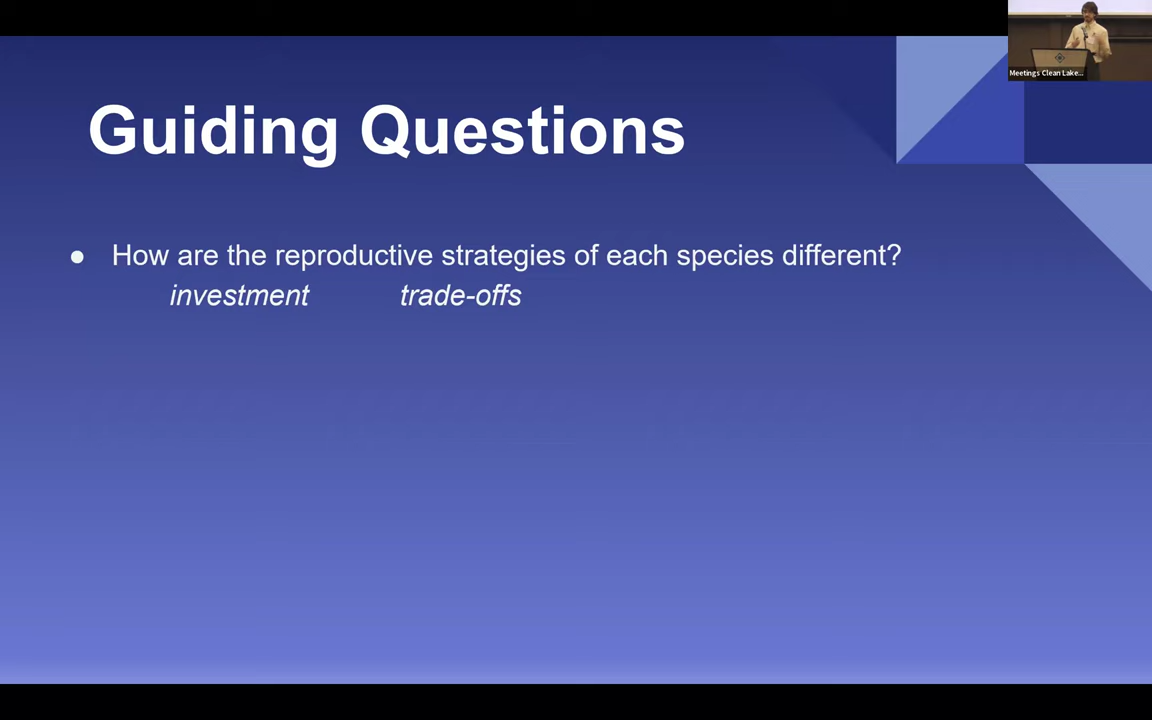 Guiding Questions
● How are the reproductive strategies of each species different?
investment trade-offs
Meetings Clean Lake...